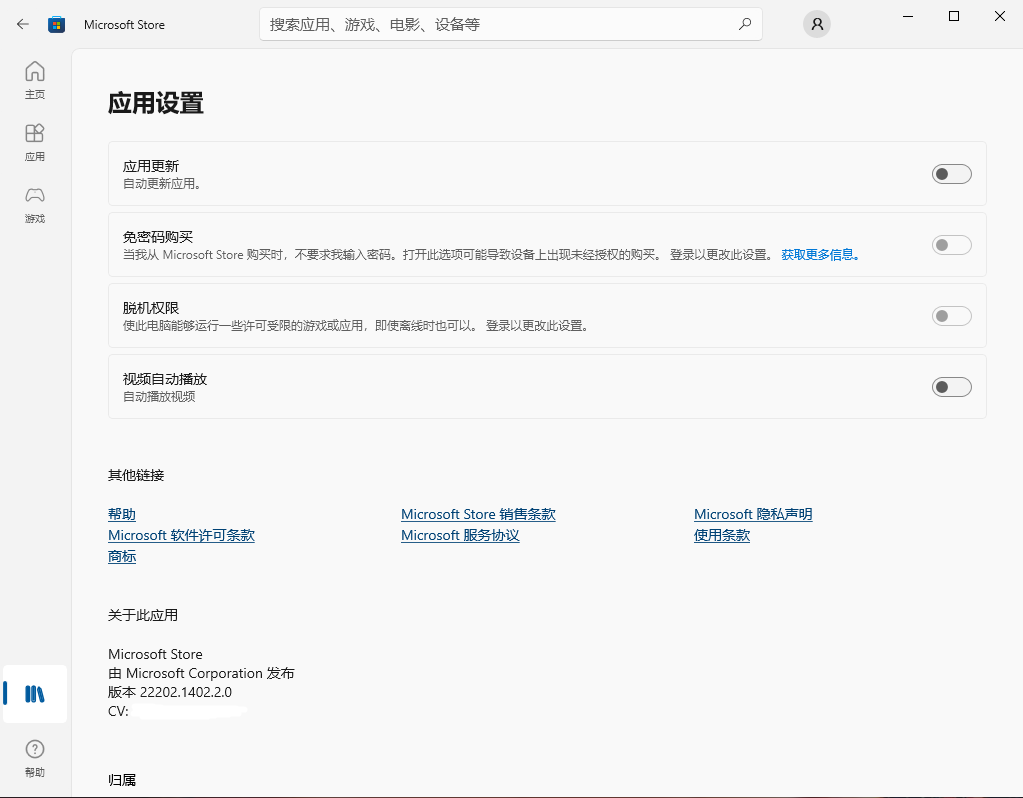 Microsoft Store
搜索应用、游戏、电影、设备等
主页
应用
游戏
应用设置
应用更新
自动更新应用。
免密码购买
当我从 Microsoft Store 购买时，不要求我输入密码。打开此选项可能导致设备上出现未经授权的购买。 登录以更改此设置。 获取更多信息。
脱机权限
使此电脑能够运行一些许可受限的游戏或应用，即使离线时也可以。 登录以更改此设置。
视频自动播放
自动播放视频
其他链接
帮助 Microsoft Store 销售条款 Microsoft 隐私声明
Microsoft 软件许可条款 Microsoft 服务协议 使用条款
商标
关于此应用
Microsoft Store
由 Microsoft Corporation 发布
版本 22202.1402.2.0
CV:
帮助
归属